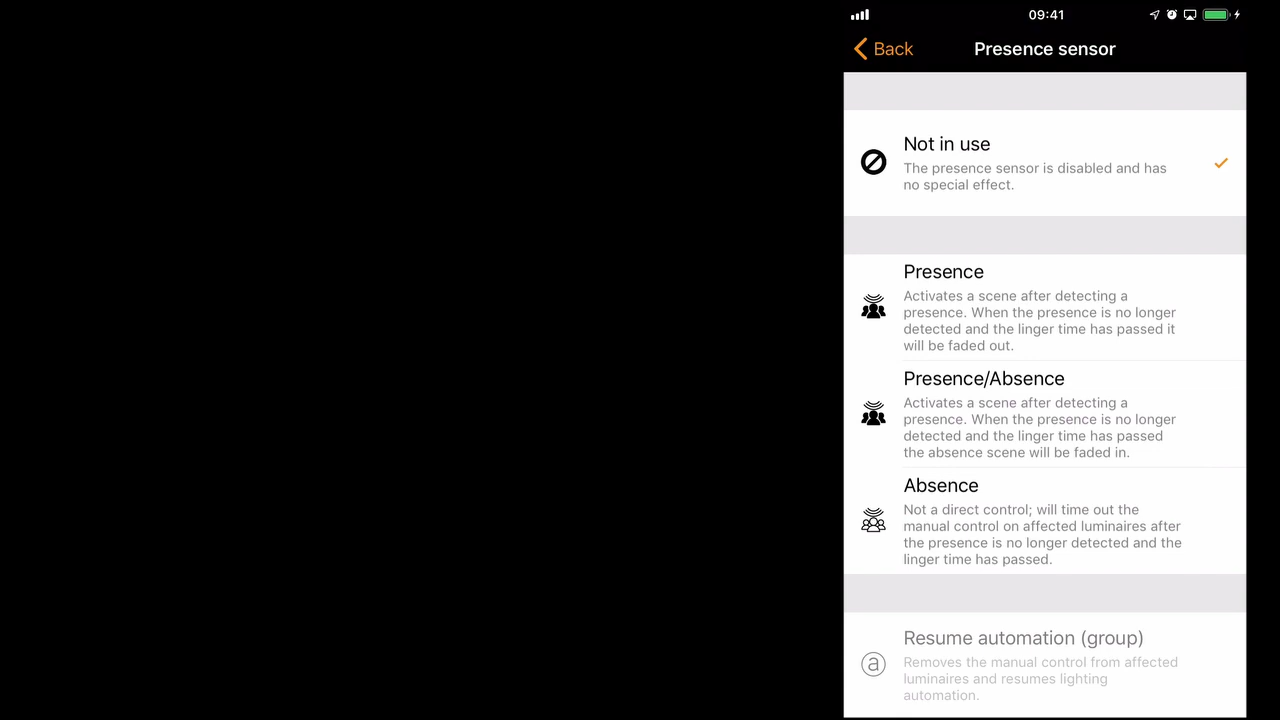 09:41
Back
Presence sensor
Not in use
The presence sensor is disabled and has
no special effect.
Presence
Activates a scene after detecting a
presence. When the presence is no longer
detected and the linger time has passed it
will be faded out.
Presence/Absence
Activates a scene after detecting a
presence. When the presence is no longer
detected and the linger time has passed
the absence scene will be faded in.
Absence
Not a direct control; will time out the
manual control on affected luminaires after
the presence is no longer detected and the
linger time has passed.
Resume automation (group)
a
Removes the manual control from affected
luminaires and resumes lighting
automation.